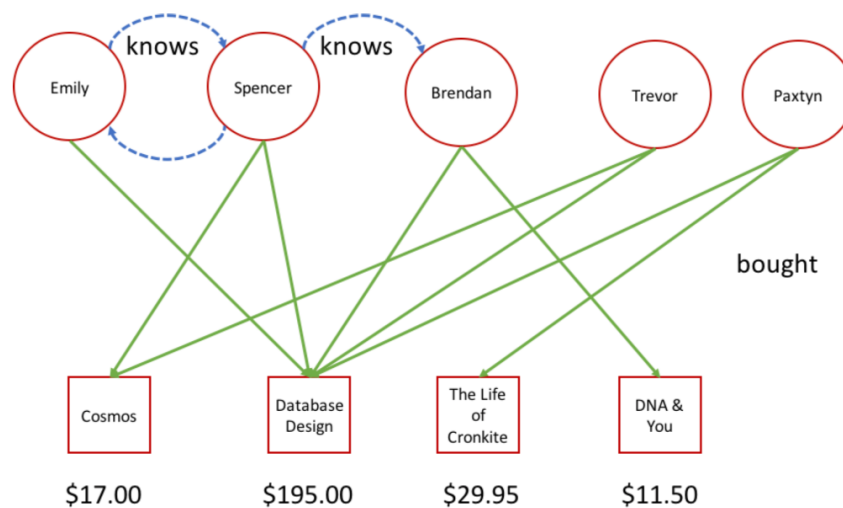 knows
knows
Emily
Spencer
Brendan
Trevor
Paxtyn
bought
Cosmos
Database
Design
The Life
of
Cronkite
DNA &
You
$17.00
$195.00
$29.95
$11.50